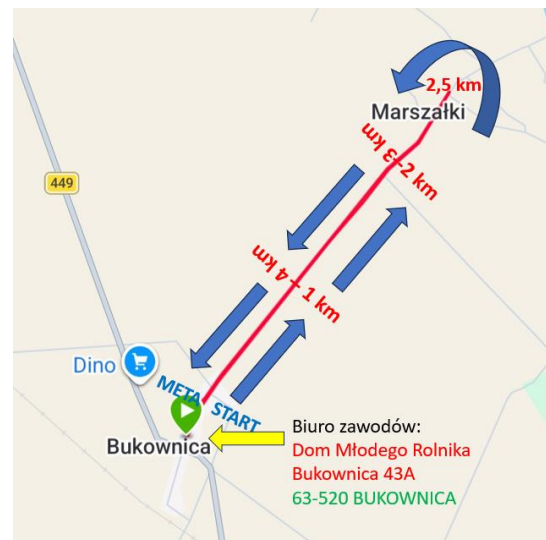 2,5 km
Marszałki
3 km – 2 km
449
4 km – 1 km
Dino
META START
Bukownica
Biuro zawodów:
Dom Młodego Rolnika
Bukownica 43A
63-520 BUKOWNICA